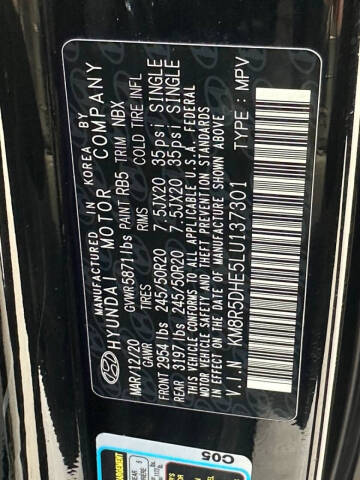 MANUFACTURED IN KOREA BY
HYUNDAI MOTOR COMPANY
MAR/12/20 GVWR 5871 lbs PAINT RB5 TRIM NBX
GAWR TIRES RIMS COLD TIRE INFL
FRONT 2954 lbs 245/50R20 7.5JX20 35psi SINGLE
REAR 3197 lbs 245/50R20 7.5JX20 35psi SINGLE
THIS VEHICLE CONFORMS TO ALL APPLICABLE U.S.A. FEDERAL
MOTOR VEHICLE SAFETY AND THEFT PREVENTION STANDARDS
IN EFFECT ON THE DATE OF MANUFACTURE SHOWN ABOVE.
V.I.N : KM8R5DHE5LU137301 TYPE : MPV
C05